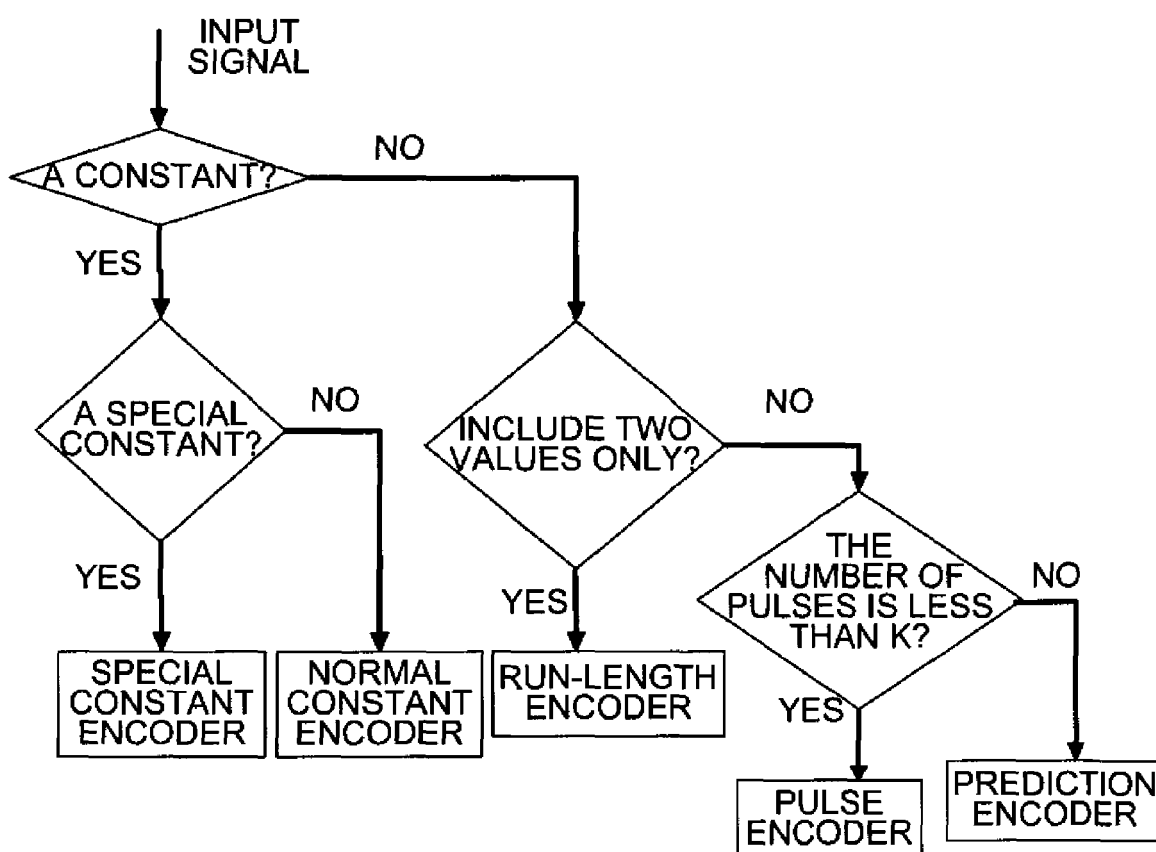 INPUT
SIGNAL
A CONSTANT?
NO
YES
A SPECIAL
CONSTANT?
NO
INCLUDE TWO
VALUES ONLY?
NO
THE
NUMBER OF
PULSES IS LESS
THAN K?
NO
YES
YES
YES
SPECIAL
CONSTANT
ENCODER
NORMAL
CONSTANT
ENCODER
RUN-LENGTH
ENCODER
PULSE
ENCODER
PREDICTION
ENCODER